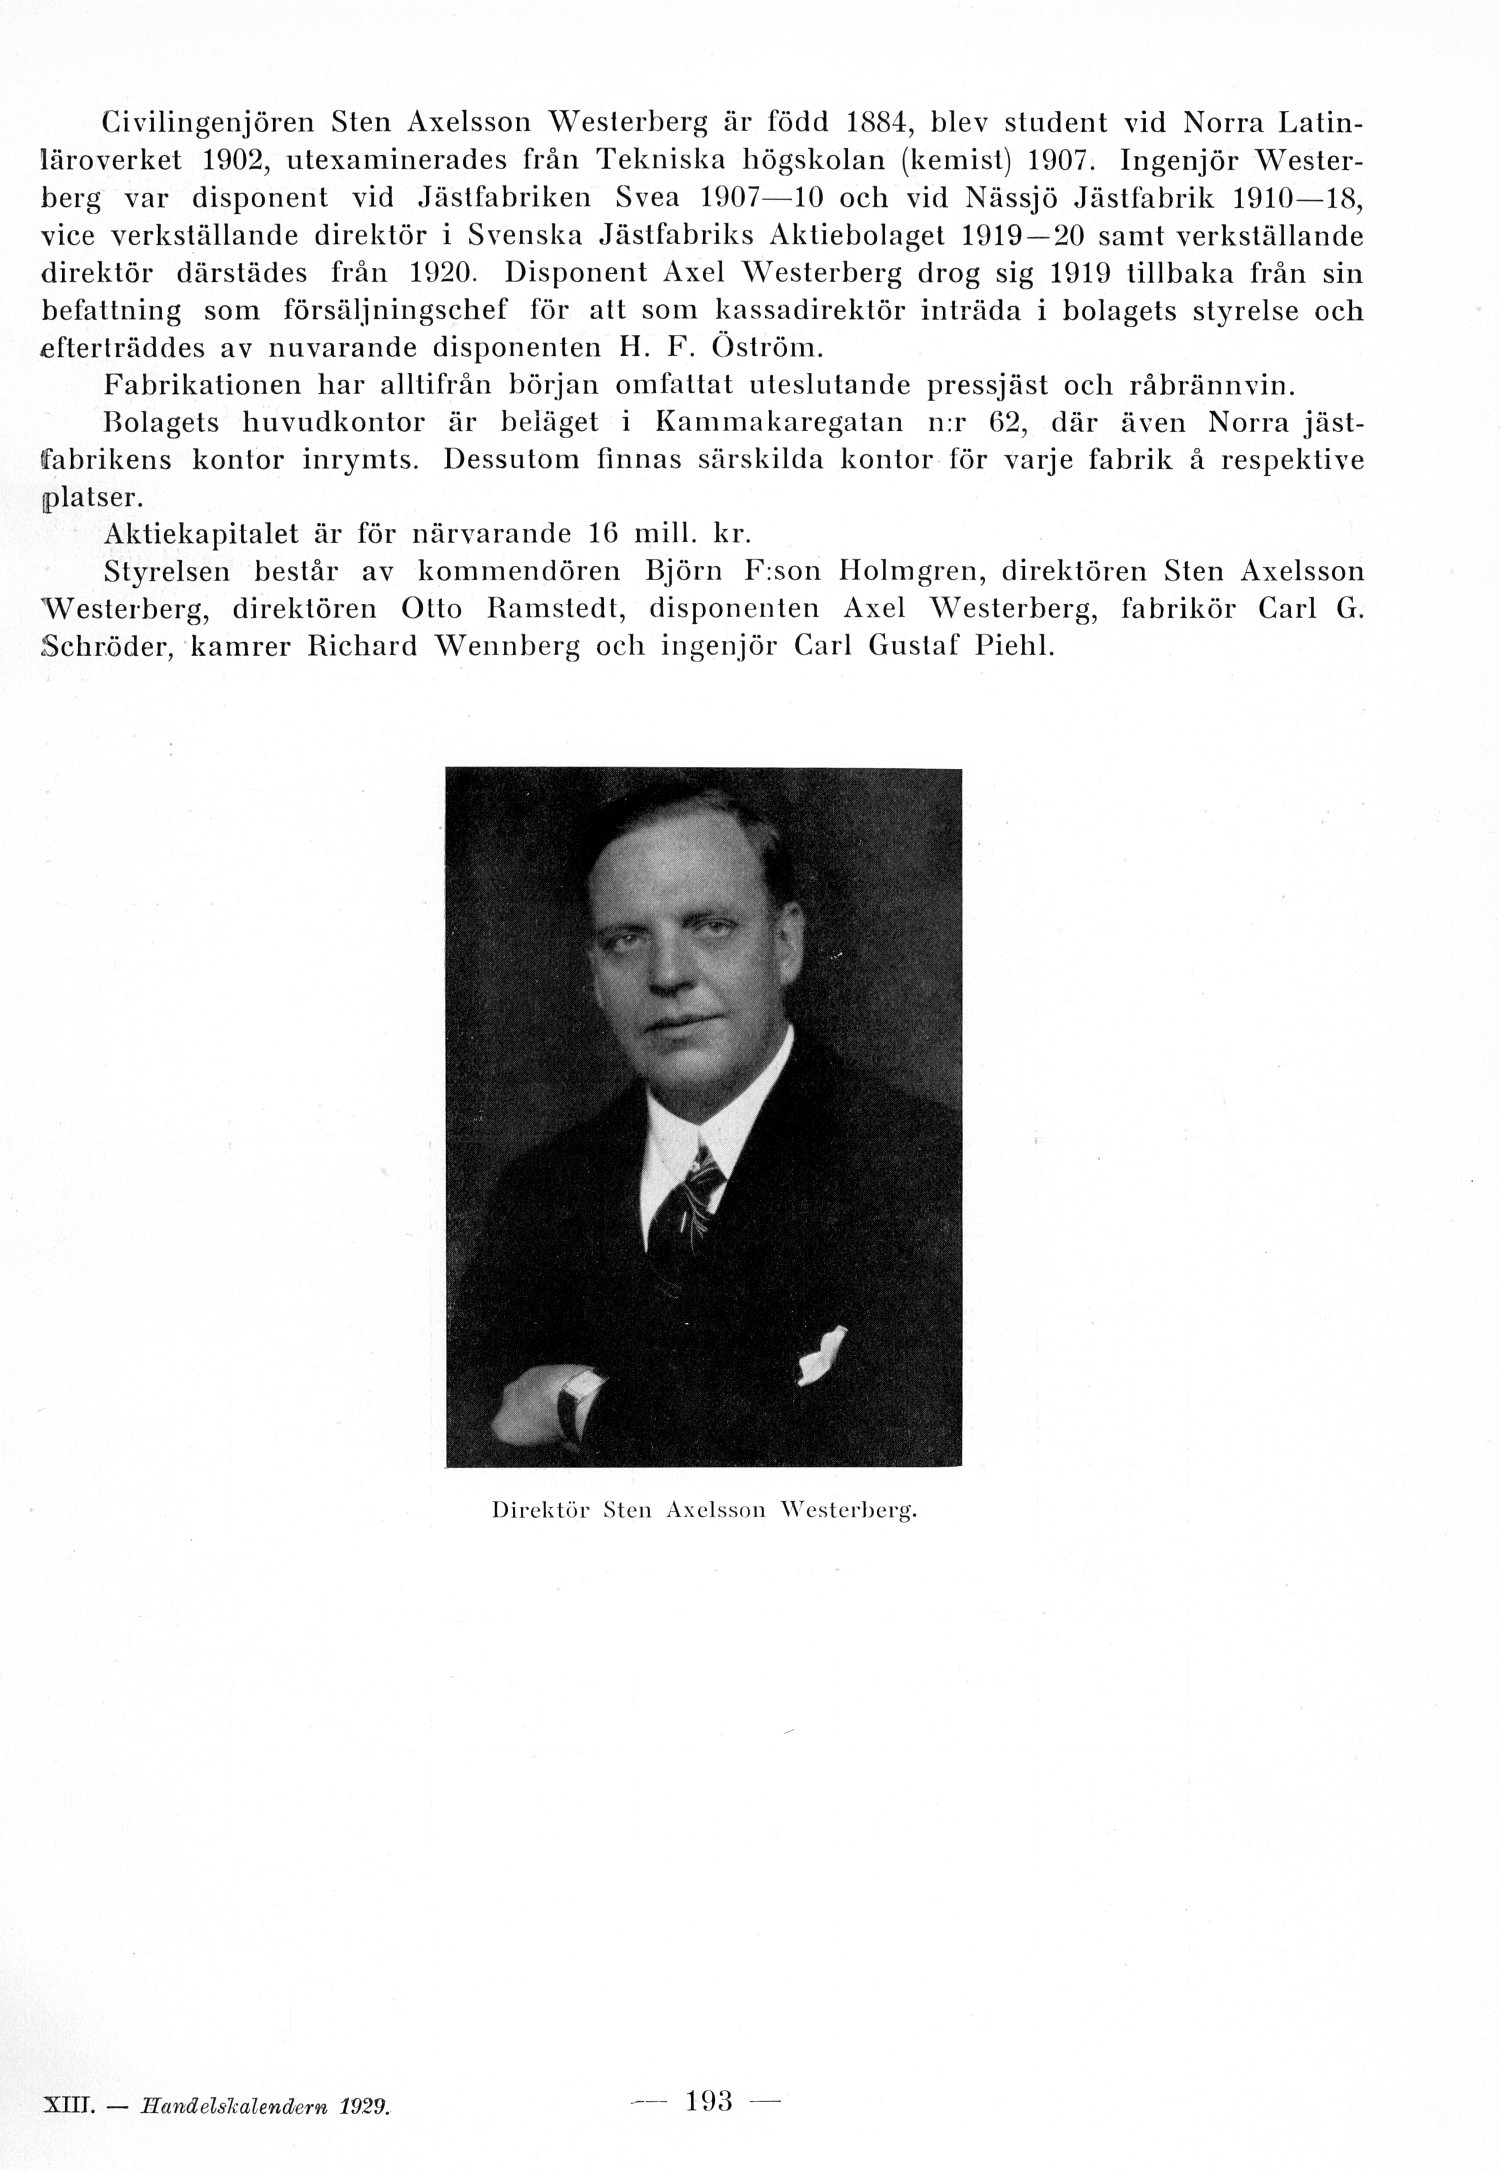 Civilingenjören Sten Axelsson Westerberg är född 1884, blev student vid Norra Latin-
läroverket 1902, utexaminerades från Tekniska högskolan (kemist) 1907. Ingenjör Wester-
berg var disponent vid Jästfabriken Svea 1907—10 och vid Nässjö Jästfabrik 1910—18,
vice verkställande direktör i Svenska Jästfabriks Aktiebolaget 1919—20 samt verkställande
direktör därstädes från 1920. Disponent Axel Westerberg drog sig 1919 tillbaka från sin
befattning som försäljningschef för att som kassadirektör inträda i bolagets styrelse och
efterträddes av nuvarande disponenten H. F. Öström.
Fabrikationen har alltifrån början omfattat uteslutande pressjäst och råbrännvin.
Bolagets huvudkontor är beläget i Kammakaregatan n:r 62, där även Norra jäst-
fabrikens kontor inrymts. Dessutom finnas särskilda kontor för varje fabrik å respektive
platser.
Aktiekapitalet är för närvarande 16 mill. kr.
Styrelsen består av kommendören Björn F:son Holmgren, direktören Sten Axelsson
Westerberg, direktören Otto Ramstedt, disponenten Axel Westerberg, fabrikör Carl G.
Schröder, kamrer Richard Wennberg och ingenjör Carl Gustaf Piehl.
Direktör Sten Axelsson Westerberg.
XIII. — Handelskalendern 1929.
— 193 —